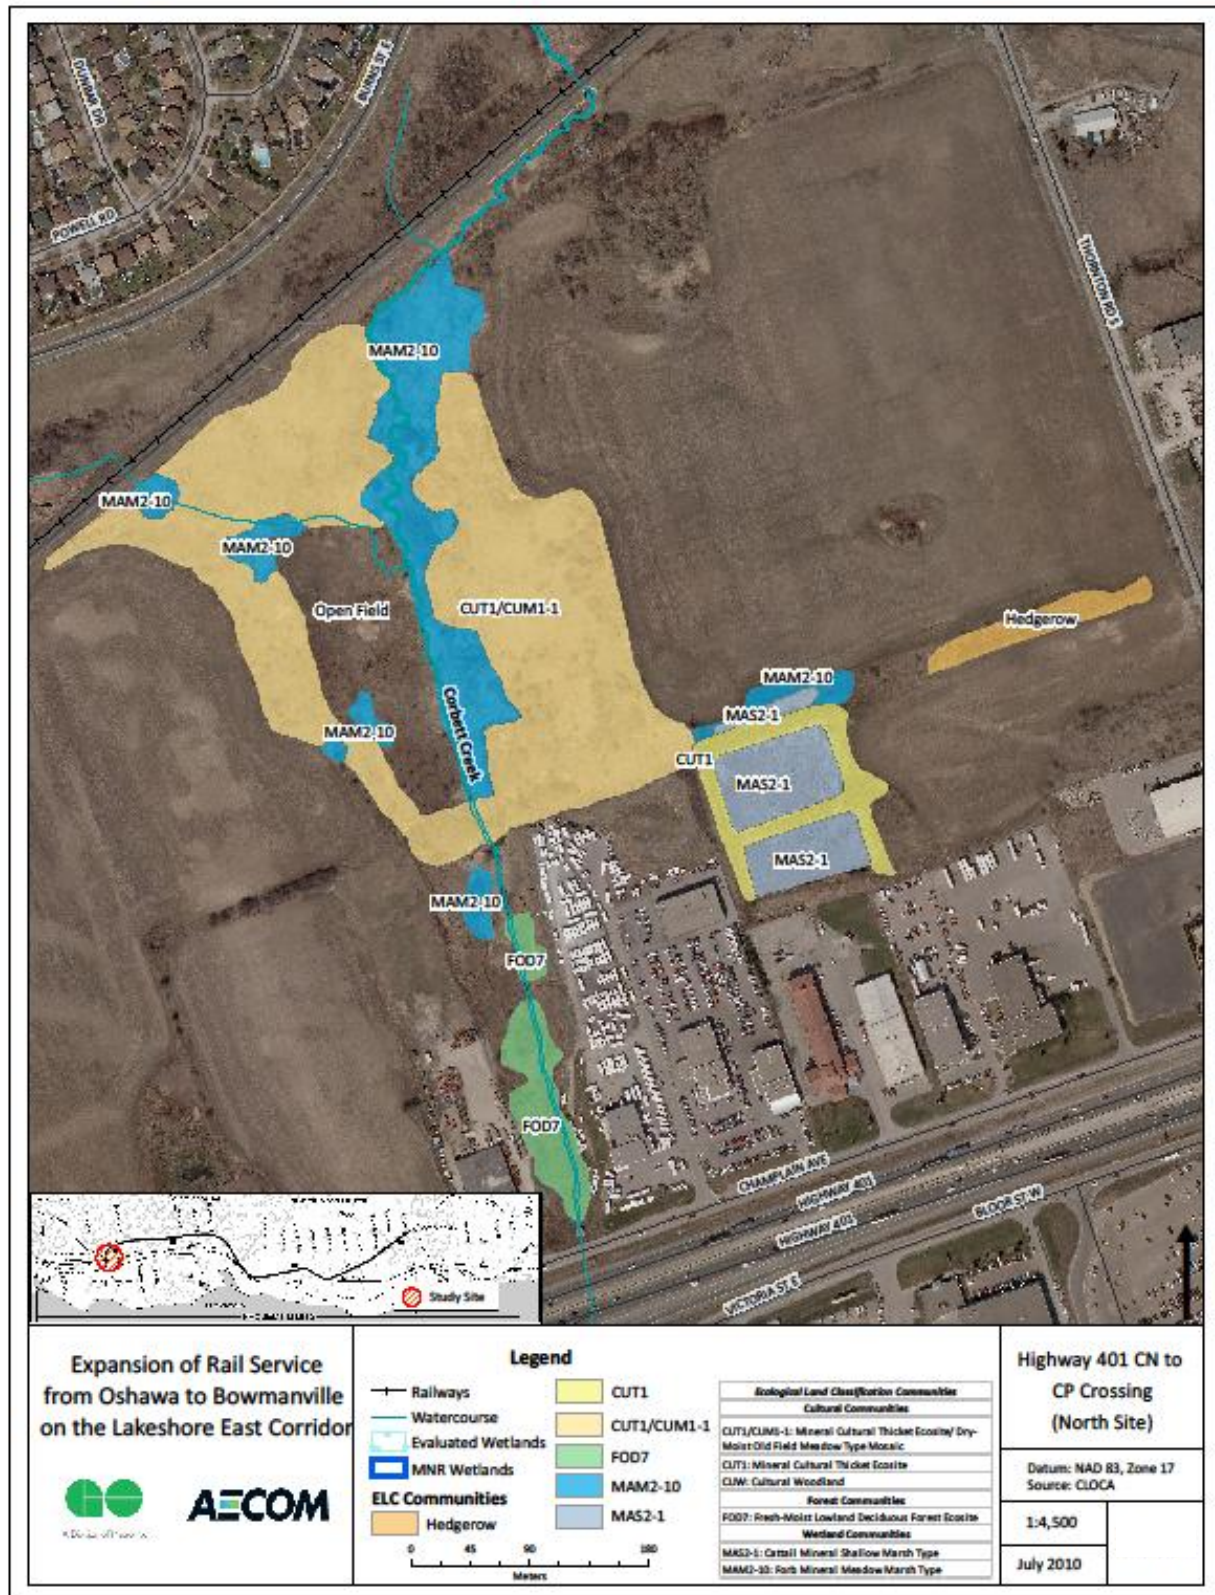 DUNBAR DR
BURNS ST E
POWELL RD
THORNTON RD S
MAM2-10
MAM2-10
MAM2-10
Open Field
CUT1/CUM1-1
Hedgerow
MAM2-10
MAS2-1
Corbett Creek
MAM2-10
CUT1
MAS2-1
MAS2-1
MAM2-10
FOD7
FOD7
CHAMPLAIN AVE
HIGHWAY 401
HIGHWAY 401
BLOOR ST W
VICTORIA ST E
Study Site
Expansion of Rail Service
from Oshawa to Bowmanville
on the Lakeshore East Corridor
GO
AECOM
Legend
Railways
Watercourse
Evaluated Wetlands
MNR Wetlands
ELC Communities
Hedgerow
CUT1
CUT1/CUM1-1
FOD7
MAM2-10
MAS2-1
0 45 90 180
Meters
Ecological Land Classification Communities
Cultural Communities
CUT1/CUM1-1: Mineral Cultural Thicket Ecosite/ Dry-
Moist Old Field Meadow Type Mosaic
CUT1: Mineral Cultural Thicket Ecosite
CUW: Cultural Woodland
Forest Communities
FOD7: Fresh-Moist Lowland Deciduous Forest Ecosite
Wetland Communities
MAS2-1: Cattail Mineral Shallow Marsh Type
MAM2-10: Forb Mineral Meadow Marsh Type
Highway 401 CN to
CP Crossing
(North Site)
Datum: NAD 83, Zone 17
Source: CLOCA
1:4,500
July 2010